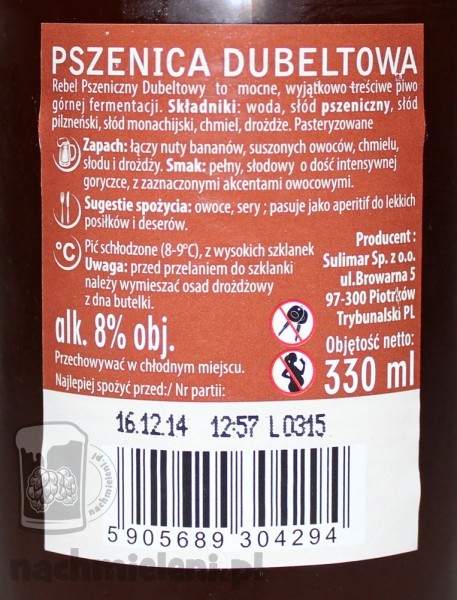 PSZENICA DUBELTOWA
Rebel Pszeniczny Dubeltowy to mocne, wyjątkowo treściwe piwo
górnej fermentacji. Składniki: woda, słód pszeniczny, słód
pilzneński, słód monachijski, chmiel, drożdże. Pasteryzowane
Zapach: łączy nuty bananów, suszonych owoców, chmielu,
słodu i drożdży. Smak: pełny, słodowy o dość intensywnej
goryczce, z zaznaczonymi akcentami owocowymi.
Sugestie spożycia: owoce, sery ; pasuje jako aperitif do lekkich
posiłków i deserów.
°C
Pić schłodzone (8-9°C), z wysokich szklanek
Uwaga: przed przelaniem do szklanki
należy wymieszać osad drożdżowy
z dna butelki.
Producent :
Sulimar Sp. z o.o.
ul.Browarna 5
97-300 Piotrków
Trybunalski PL
alk. 8% obj.
Przechowywać w chłodnym miejscu.
Najlepiej spożyć przed:/ Nr partii:
Objętość netto:
330 ml
16.12.14 12:57 L0315
5 905689 304294
nachmieleni.pl
nachmieleni.pl